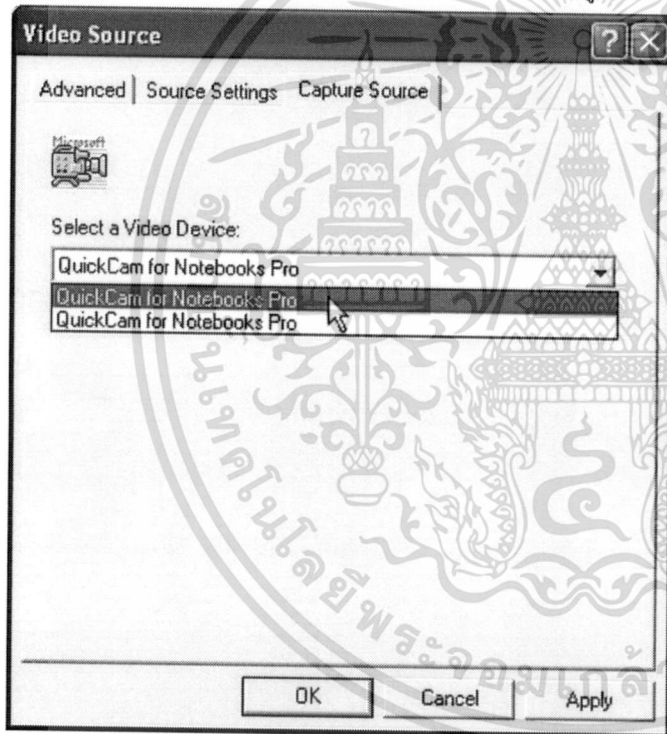 Video Source
Advanced Source Settings Capture Source
Microsoft
Select a Video Device:
QuickCam for Notebooks Pro
QuickCam for Notebooks Pro
QuickCam for Notebooks Pro
OK Cancel Apply